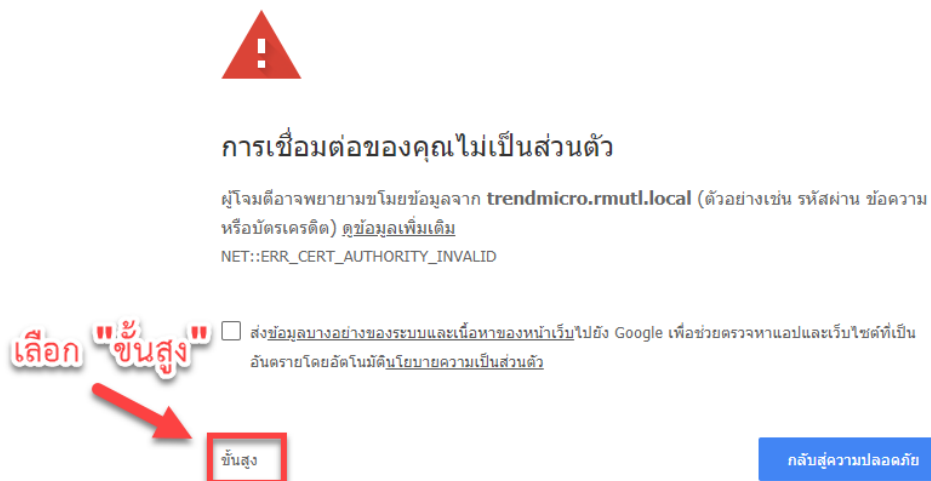 การเชื่อมต่อของคุณไม่เป็นส่วนตัว
ผู้โจมตีอาจพยายามขโมยข้อมูลจาก trendmicro.rmutl.local (ตัวอย่างเช่น รหัสผ่าน ข้อความ
หรือบัตรเครดิต) ดูข้อมูลเพิ่มเติม
NET::ERR_CERT_AUTHORITY_INVALID
ส่งข้อมูลบางอย่างของระบบและเนื้อหาของหน้าเว็บไปยัง Google เพื่อช่วยตรวจหาแอปและเว็บไซต์ที่เป็น
อันตรายโดยอัตโนมัตินโยบายความเป็นส่วนตัว
เลือก "ขั้นสูง"
ขั้นสูง
กลับสู่ความปลอดภัย